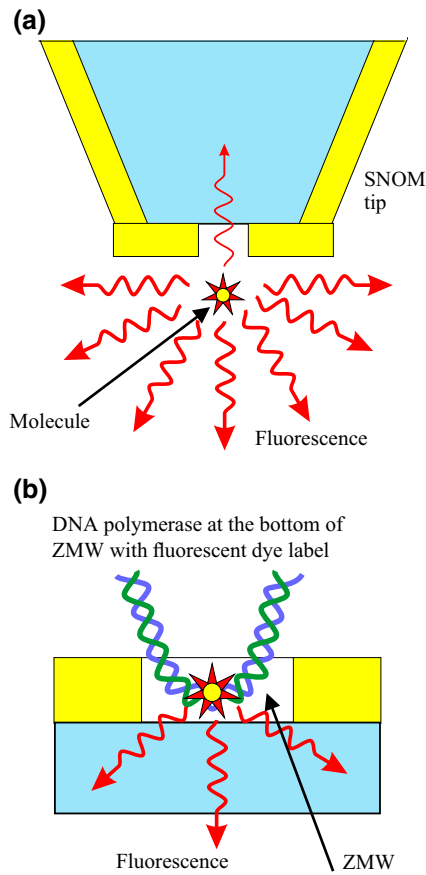 (a)
SNOM
tip
Molecule
Fluorescence
(b)
DNA polymerase at the bottom of
ZMW with fluorescent dye label
Fluorescence
ZMW